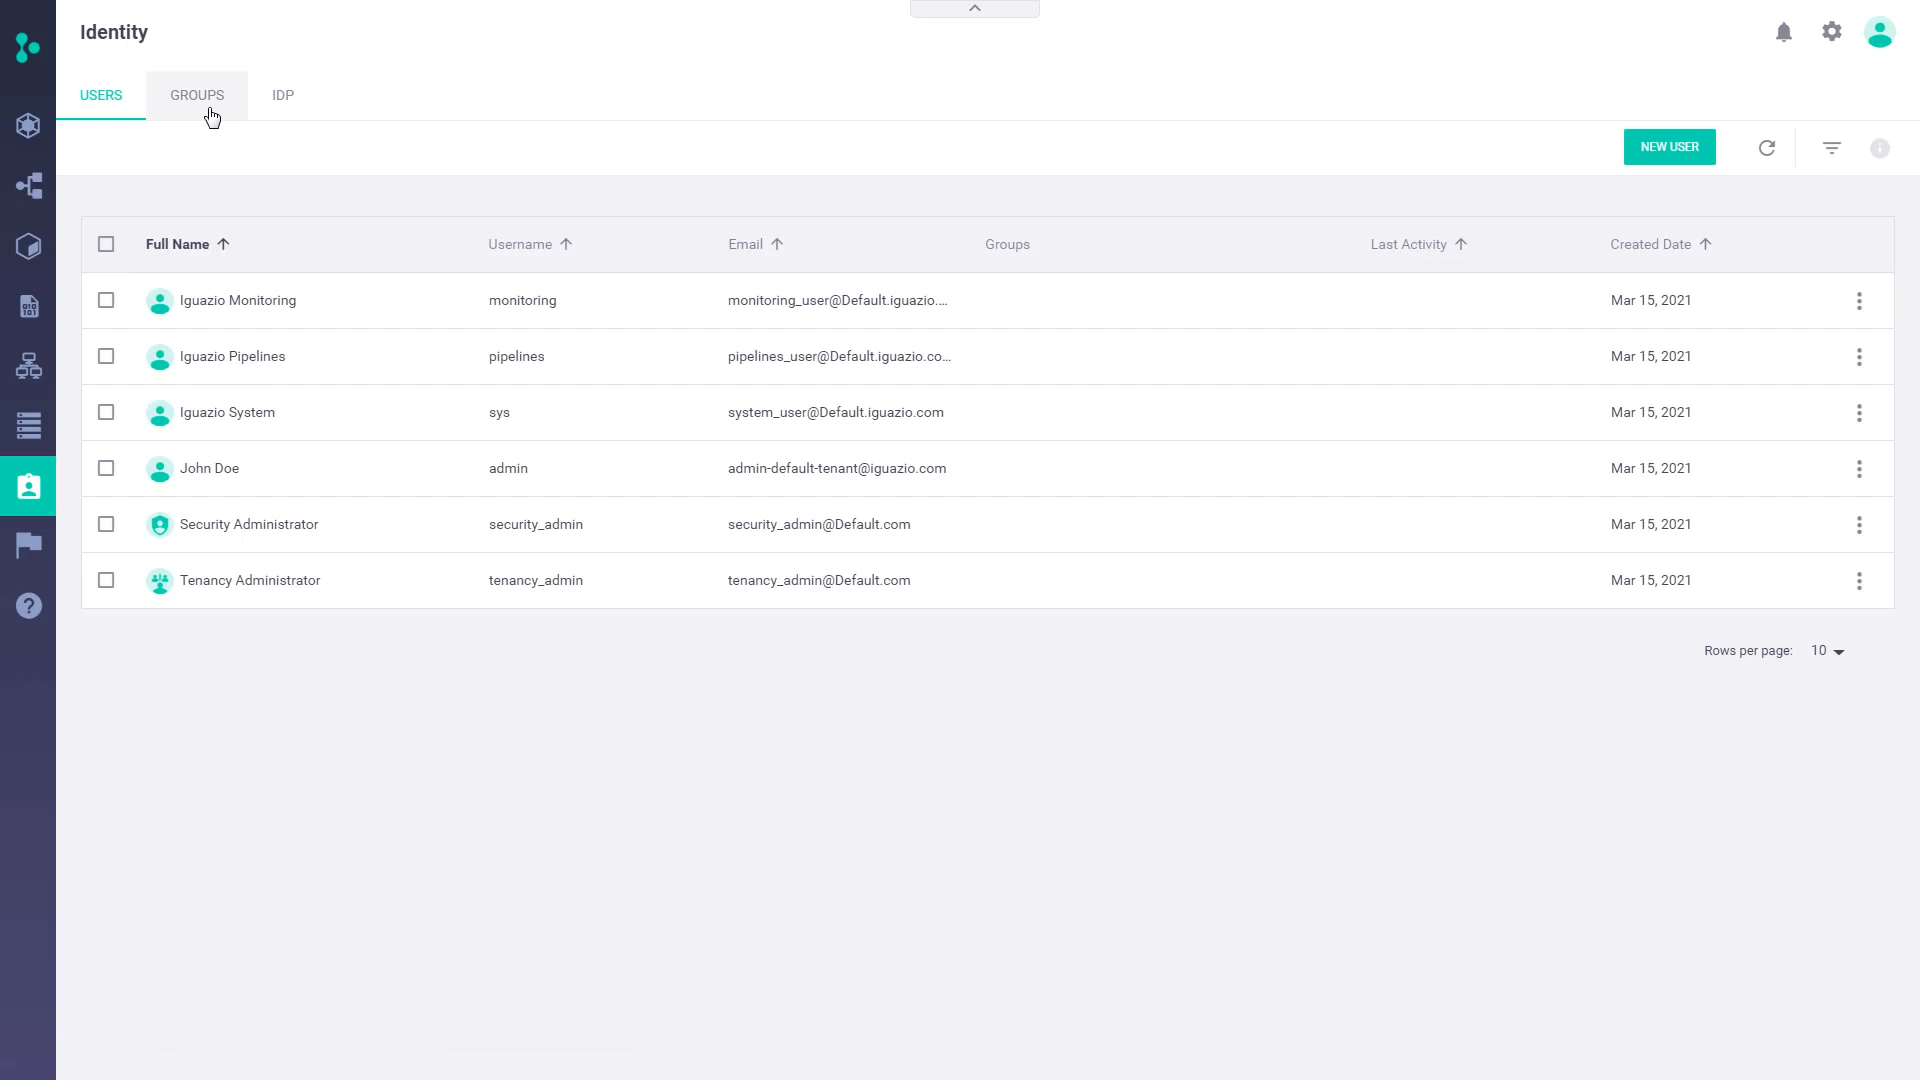 Identity
USERS GROUPS IDP
NEW USER
Full Name Username Email Groups Last Activity Created Date
Iguazio Monitoring monitoring monitoring_user@Default.iguazio.... Mar 15, 2021
Iguazio Pipelines pipelines pipelines_user@Default.iguazio.co... Mar 15, 2021
Iguazio System sys system_user@Default.iguazio.com Mar 15, 2021
John Doe admin admin-default-tenant@iguazio.com Mar 15, 2021
Security Administrator security_admin security_admin@Default.com Mar 15, 2021
Tenancy Administrator tenancy_admin tenancy_admin@Default.com Mar 15, 2021
Rows per page: 10